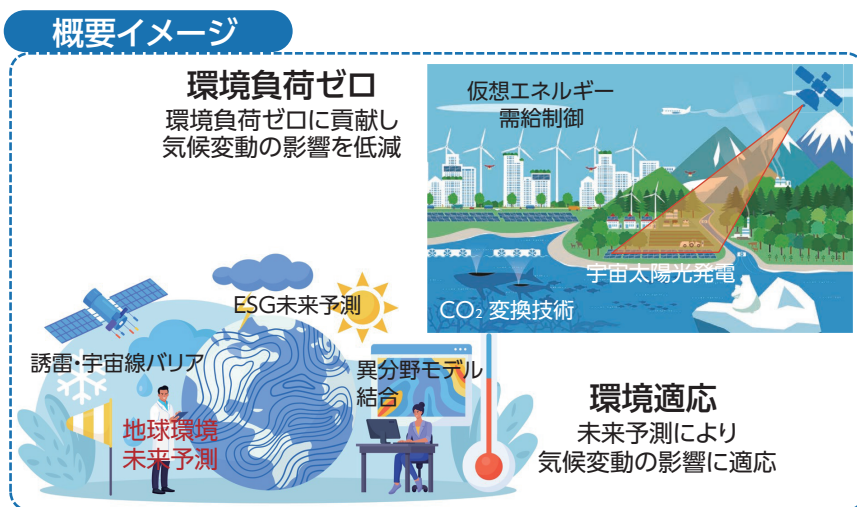 概要イメージ
環境負荷ゼロ
環境負荷ゼロに貢献し
気候変動の影響を低減
仮想エネルギー
需給制御
宇宙太陽光発電
CO₂ 変換技術
ESG未来予測
誘雷・宇宙線バリア
異分野モデル
結合
地球環境
未来予測
環境適応
未来予測により
気候変動の影響に適応